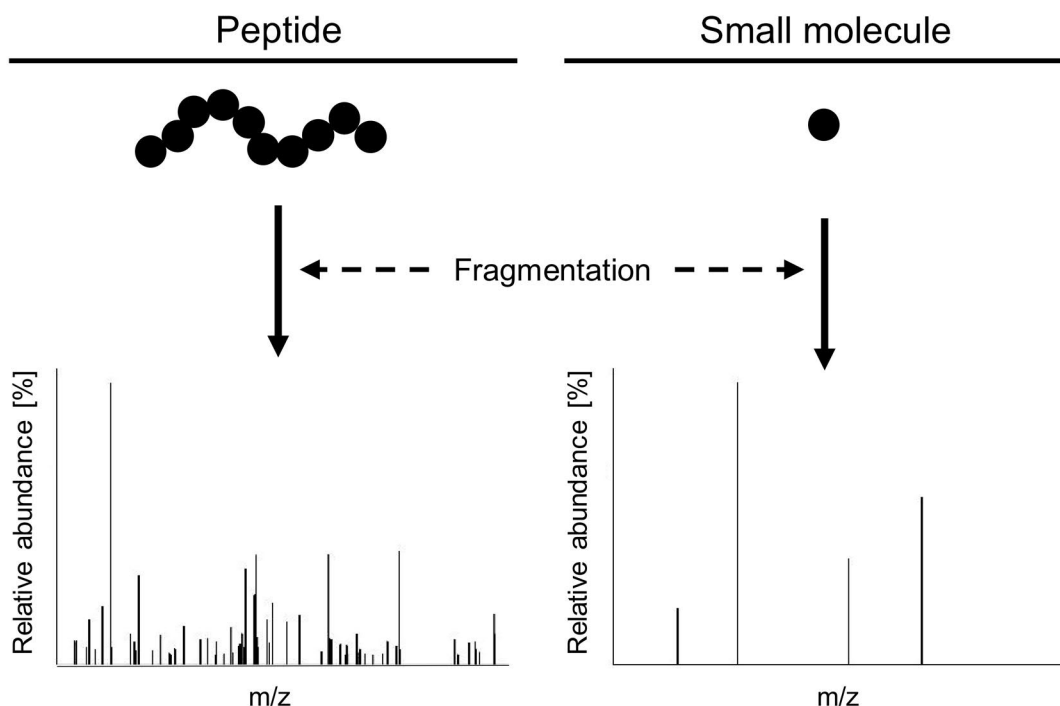 Peptide
Small molecule
Fragmentation
Relative abundance [%]
m/z
Relative abundance [%]
m/z